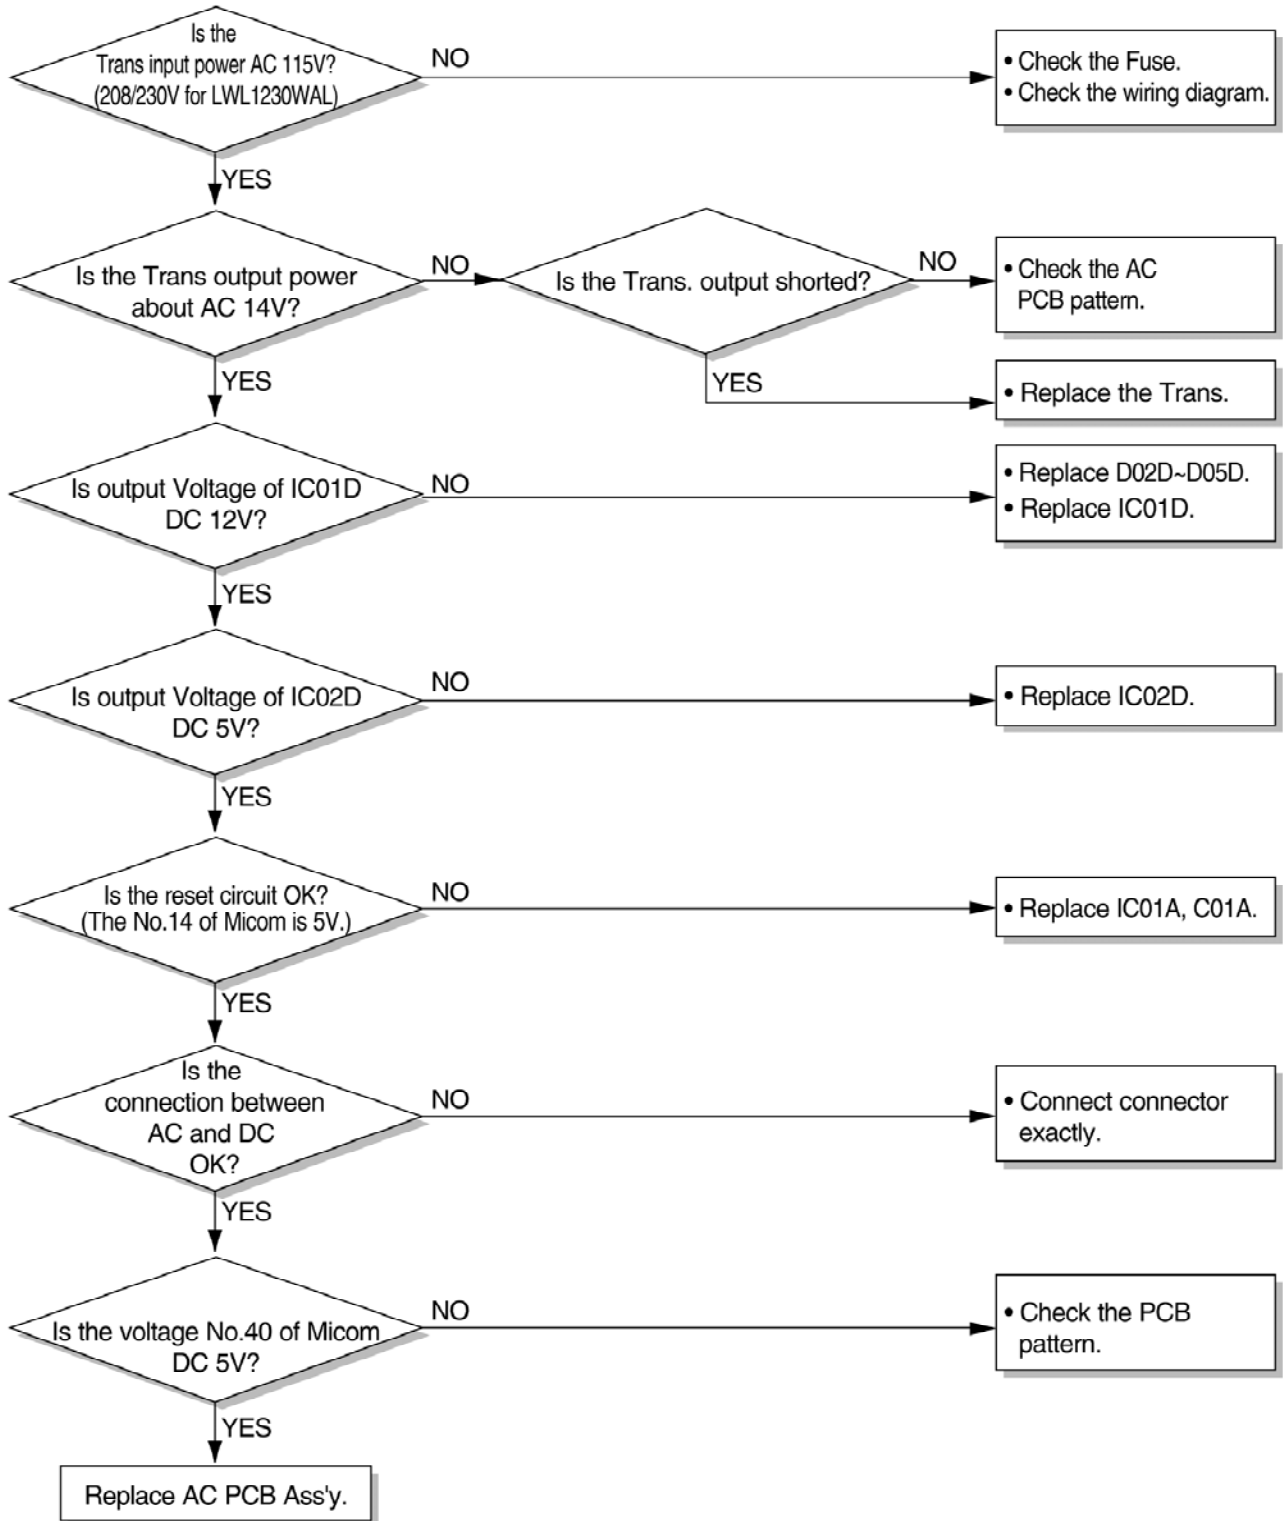 Is the
Trans input power AC 115V?
(208/230V for LWL1230WAL)
NO
• Check the Fuse.
• Check the wiring diagram.
YES
Is the Trans output power
about AC 14V?
NO
Is the Trans. output shorted?
NO
• Check the AC
PCB pattern.
YES
• Replace the Trans.
YES
Is output Voltage of IC01D
DC 12V?
NO
• Replace D02D~D05D.
• Replace IC01D.
YES
Is output Voltage of IC02D
DC 5V?
NO
• Replace IC02D.
YES
Is the reset circuit OK?
(The No.14 of Micom is 5V.)
NO
• Replace IC01A, C01A.
YES
Is the
connection between
AC and DC
OK?
NO
• Connect connector
exactly.
YES
Is the voltage No.40 of Micom
DC 5V?
NO
• Check the PCB
pattern.
YES
Replace AC PCB Ass'y.